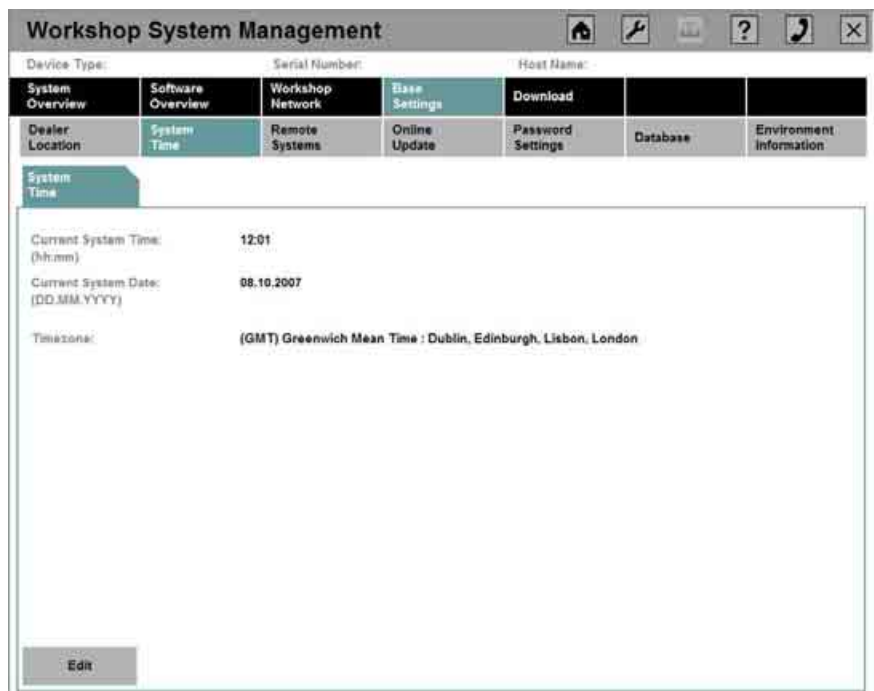 Workshop System Management
?
Device Type: Serial Number: Host Name:
System Overview
Software Overview
Workshop Network
Base Settings
Download
Dealer Location
System Time
Remote Systems
Online Update
Password Settings
Database
Environment Information
System Time
Current System Time: 12:01
(hh:mm)
Current System Date: 08.10.2007
(DD.MM.YYYY)
Timezone: (GMT) Greenwich Mean Time : Dublin, Edinburgh, Lisbon, London
Edit